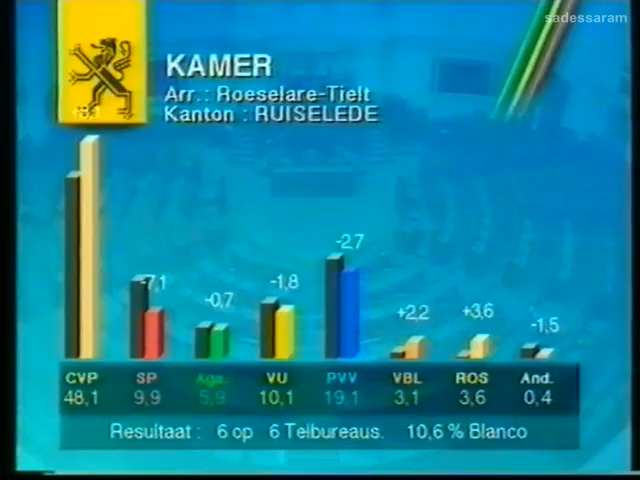 sadessaram
KAMER
Arr.: Roeselare-Tielt
Kanton : RUISELEDE
-7,1
-0,7
-1,8
-2,7
+2,2
+3,6
-1,5
CVP SP Aga. VU PVV VBL ROS And.
48,1 9,9 5,9 10,1 19,1 3,1 3,6 0,4
Resultaat : 6 op 6 Telbureaus. 10,6 % Blanco